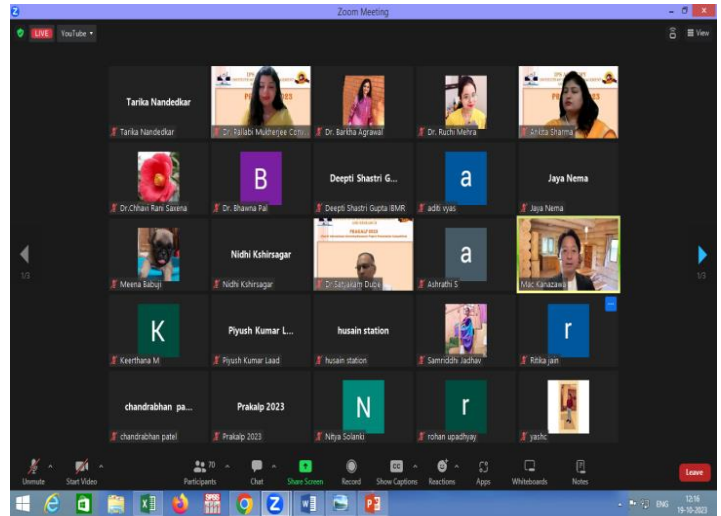 Zoom Meeting
LIVE YouTube
View
Tarika Nandedkar
Tarika Nandedkar
Dr. Pallabi Mukherjee Conv...
Dr. Barkha Agrawal
Dr. Ruchi Mehra
Ankita Sharma
Dr.Chhavi Rani Saxena
B
Dr. Bhawna Pal
Deepti Shastri G...
Deepti Shastri Gupta IBMR
a
aditi vyas
Jaya Nema
Jaya Nema
Meena Babuji
Nidhi Kshirsagar
Nidhi Kshirsagar
PRAKALP 2023
Dr.Satyakam Dube
a
Ashrathi S
Mac Kanazawa
1/3
1/3
K
Keerthana M
Piyush Kumar L...
Piyush Kumar Laad
husain station
husain station
Samriddhi Jadhav
r
Ritika jain
chandrabhan pa...
chandrabhan patel
Prakalp 2023
Prakalp 2023
N
Nitya Solanki
r
rohan upadhyay
yashc
70
Unmute Start Video Participants Chat Share Screen Record Show Captions Reactions Apps Whiteboards Notes Leave
ENG 12:16
19-10-2023